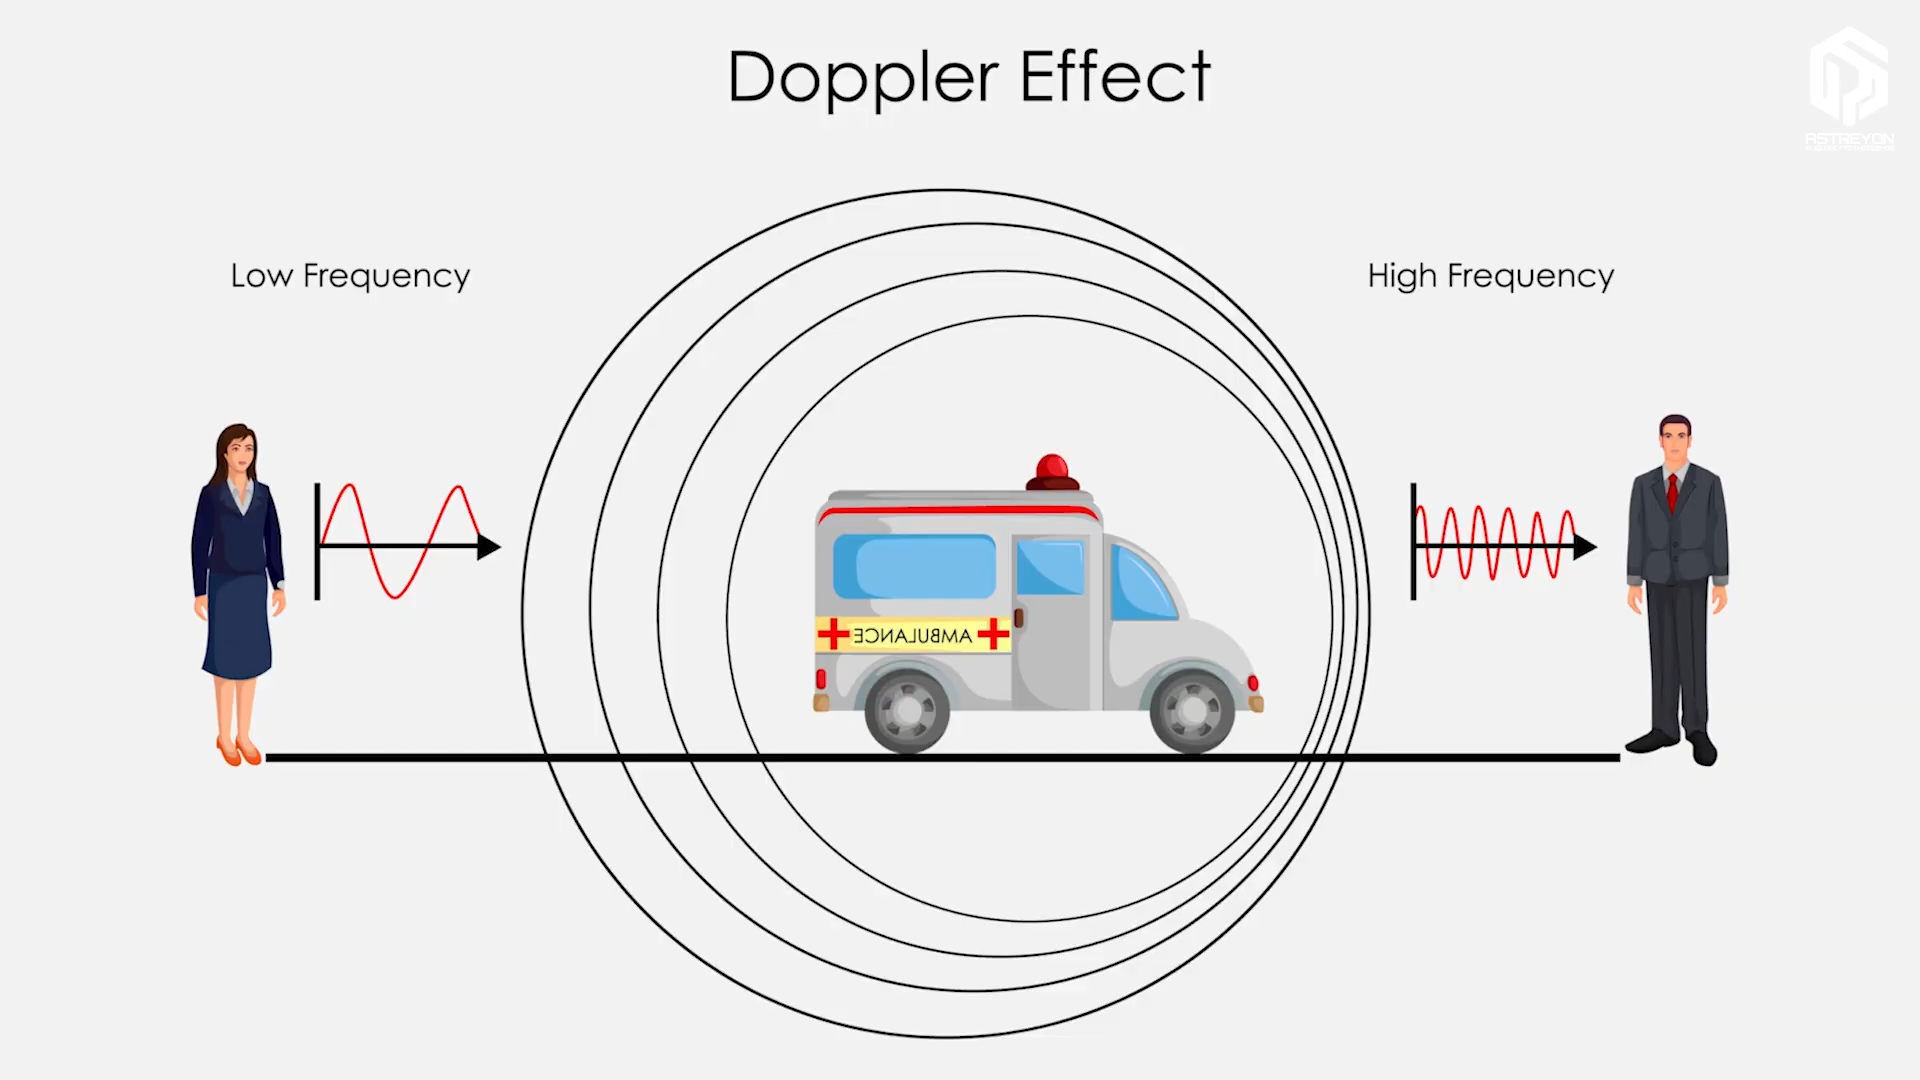 Doppler Effect
ASTREYON
Low Frequency
High Frequency
AMBULANCE